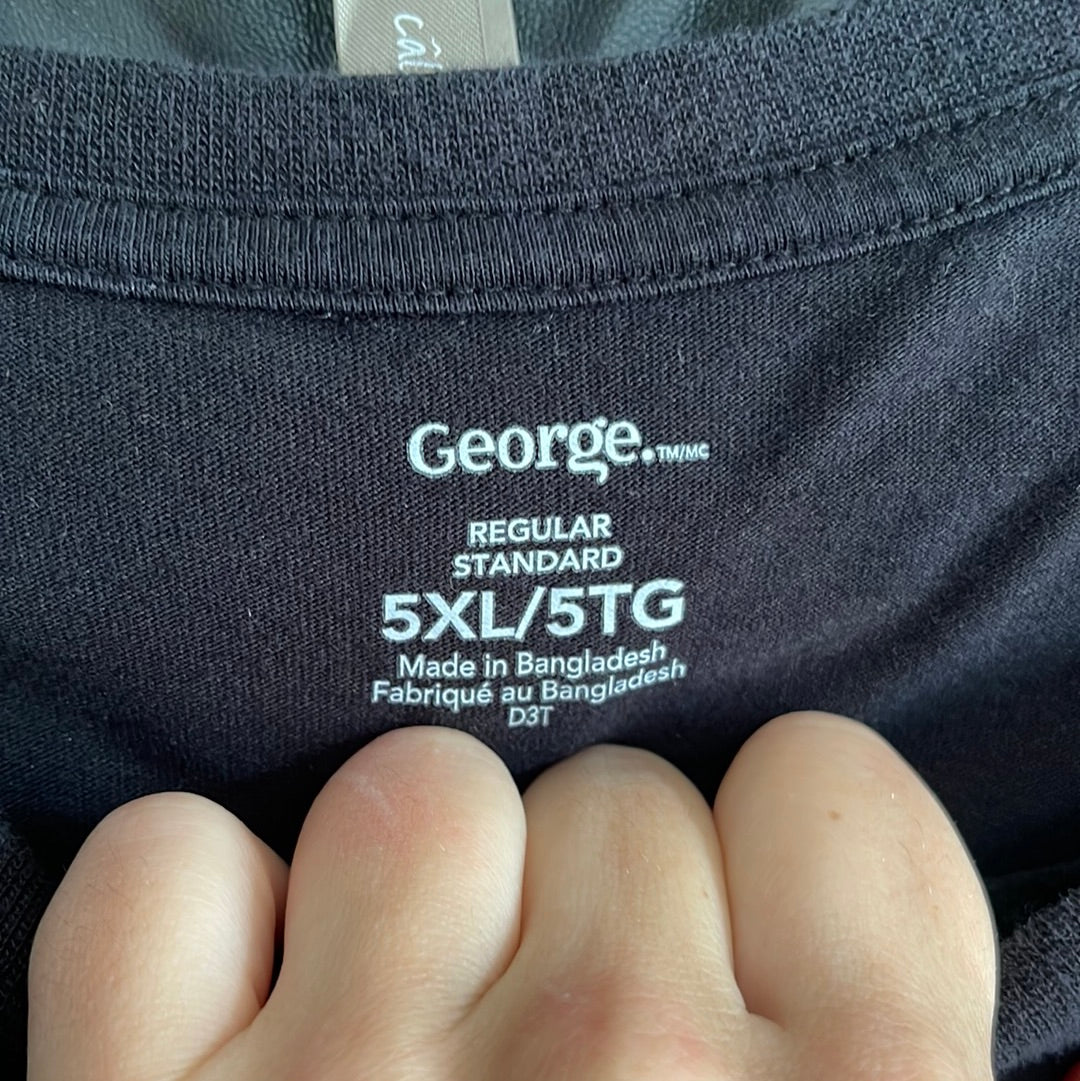 George.TM/MC
REGULAR
STANDARD
5XL/5TG
Made in Bangladesh
Fabriqué au Bangladesh
D3T